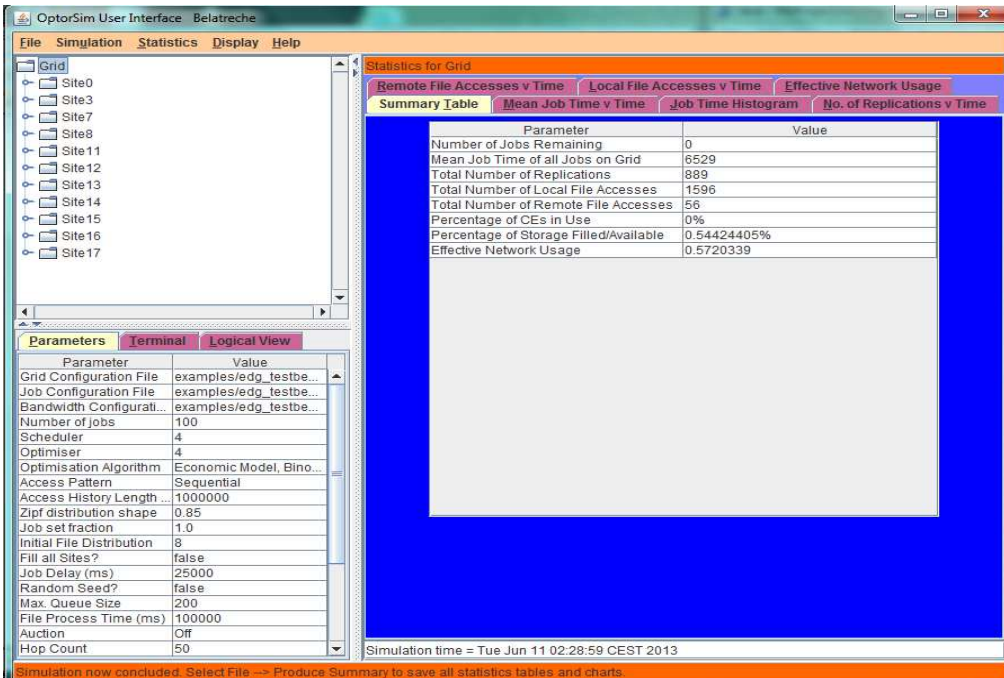 OptorSim User Interface Belatreche
File Simulation Statistics Display Help
Grid
Site0
Site3
Site7
Site8
Site11
Site12
Site13
Site14
Site15
Site16
Site17
Parameters Terminal Logical View
Parameter Value
Grid Configuration File examples/edg_testbe...
Job Configuration File examples/edg_testbe...
Bandwidth Configurati... examples/edg_testbe...
Number of jobs 100
Scheduler 4
Optimiser 4
Optimisation Algorithm Economic Model, Bino...
Access Pattern Sequential
Access History Length ... 1000000
Zipf distribution shape 0.85
Job set fraction 1.0
Initial File Distribution 8
Fill all Sites? false
Job Delay (ms) 25000
Random Seed? false
Max. Queue Size 200
File Process Time (ms) 100000
Auction Off
Hop Count 50
Statistics for Grid
Remote File Accesses v Time Local File Accesses v Time Effective Network Usage
Summary Table Mean Job Time v Time Job Time Histogram No. of Replications v Time
Parameter Value
Number of Jobs Remaining 0
Mean Job Time of all Jobs on Grid 6529
Total Number of Replications 889
Total Number of Local File Accesses 1596
Total Number of Remote File Accesses 56
Percentage of CEs in Use 0%
Percentage of Storage Filled/Available 0.54424405%
Effective Network Usage 0.5720339
Simulation time = Tue Jun 11 02:28:59 CEST 2013
Simulation now concluded. Select File --> Produce Summary to save all statistics tables and charts.